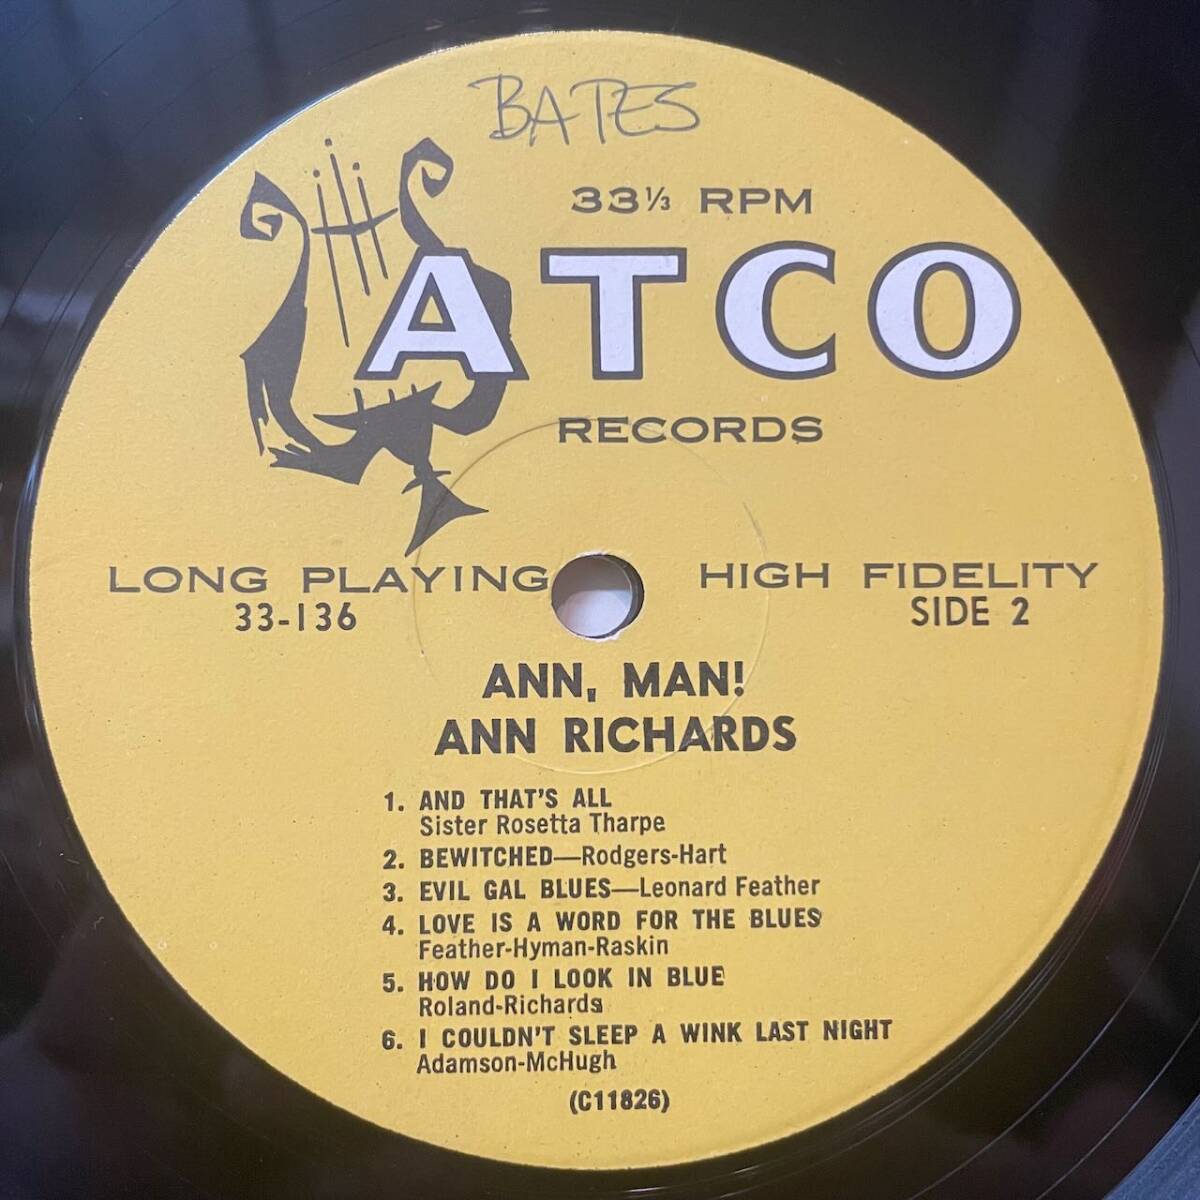 BATES
33⅓ RPM
ATCO
RECORDS
LONG PLAYING HIGH FIDELITY
33-136 SIDE 2
ANN, MAN!
ANN RICHARDS
1. AND THAT'S ALL
Sister Rosetta Tharpe
2. BEWITCHED—Rodgers-Hart
3. EVIL GAL BLUES—Leonard Feather
4. LOVE IS A WORD FOR THE BLUES
Feather-Hyman-Raskin
5. HOW DO I LOOK IN BLUE
Roland-Richards
6. I COULDN'T SLEEP A WINK LAST NIGHT
Adamson-McHugh
(C11826)